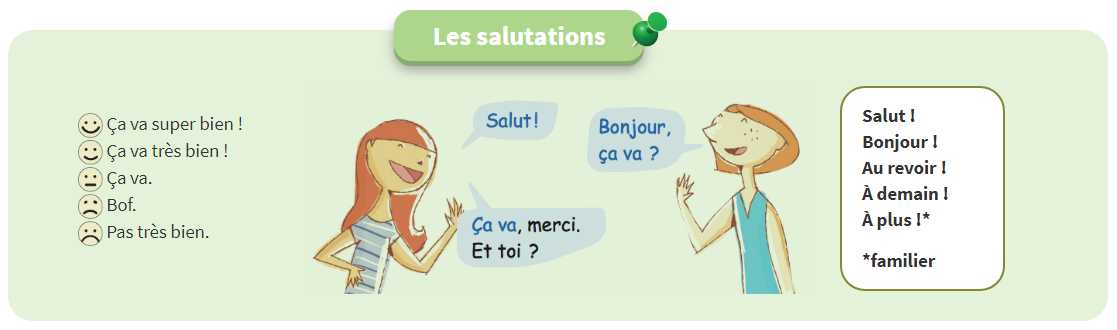 Les salutations
Ça va super bien !
Ça va très bien !
Ça va.
Bof.
Pas très bien.
Salut!
Bonjour,
ça va ?
Ça va, merci.
Et toi ?
Salut !
Bonjour !
Au revoir !
À demain !
À plus !*
*familier